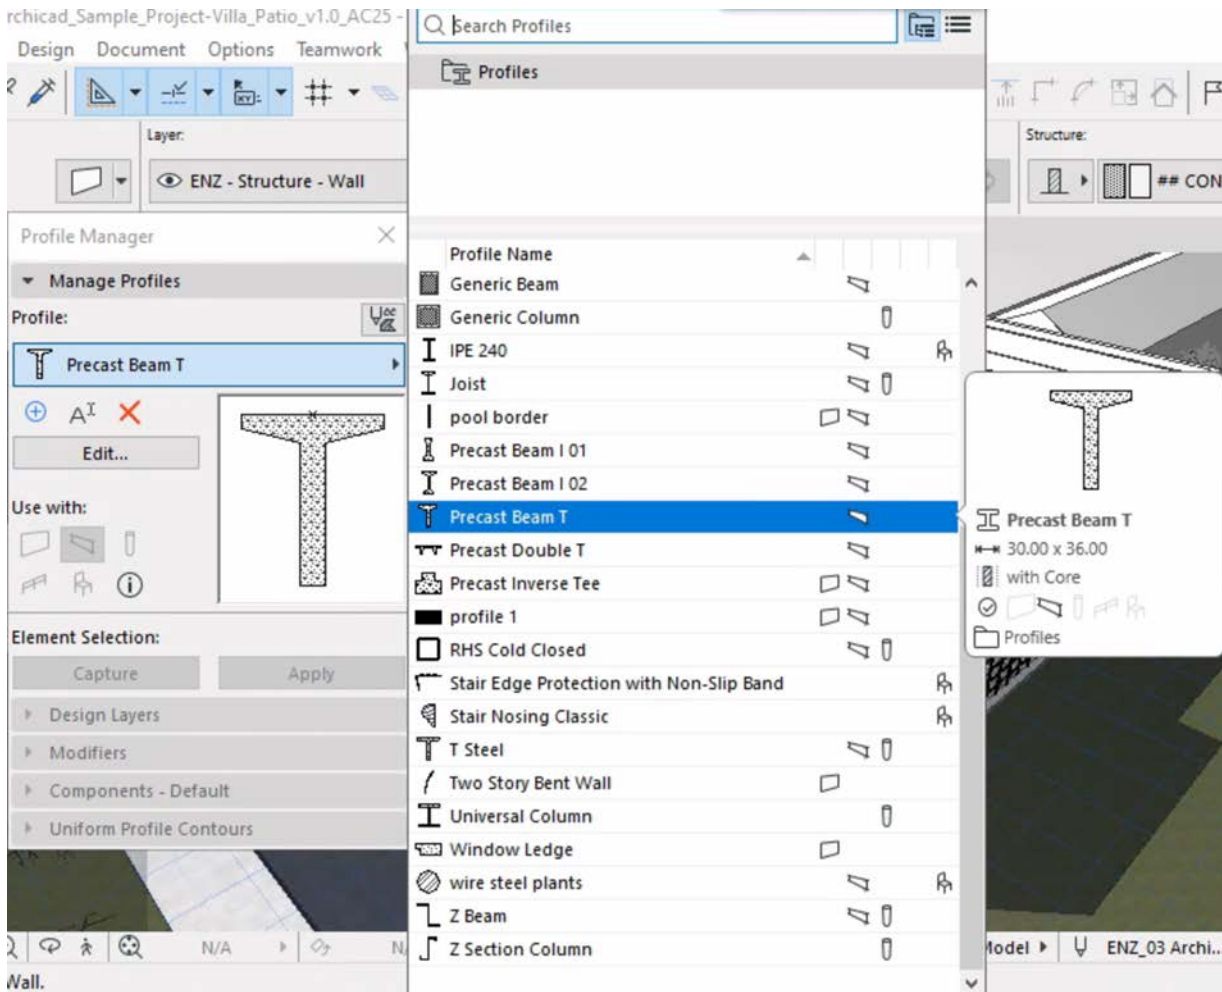 rchicad_Sample_Project-Villa_Patio_v1.0_AC25 -
Design Document Options Teamwork
Search Profiles
Profiles
Layer:
ENZ - Structure - Wall
Structure:
## CON
Profile Manager
Manage Profiles
Profile:
Precast Beam T
Edit...
Use with:
Element Selection:
Capture Apply
Design Layers
Modifiers
Components - Default
Uniform Profile Contours
Profile Name
Generic Beam
Generic Column
IPE 240
Joist
pool border
Precast Beam I 01
Precast Beam I 02
Precast Beam T
Precast Double T
Precast Inverse Tee
profile 1
RHS Cold Closed
Stair Edge Protection with Non-Slip Band
Stair Nosing Classic
T Steel
Two Story Bent Wall
Universal Column
Window Ledge
wire steel plants
Z Beam
Z Section Column
Precast Beam T
30.00 x 36.00
with Core
Profiles
N/A
Model
ENZ_03 Archi...
Wall.